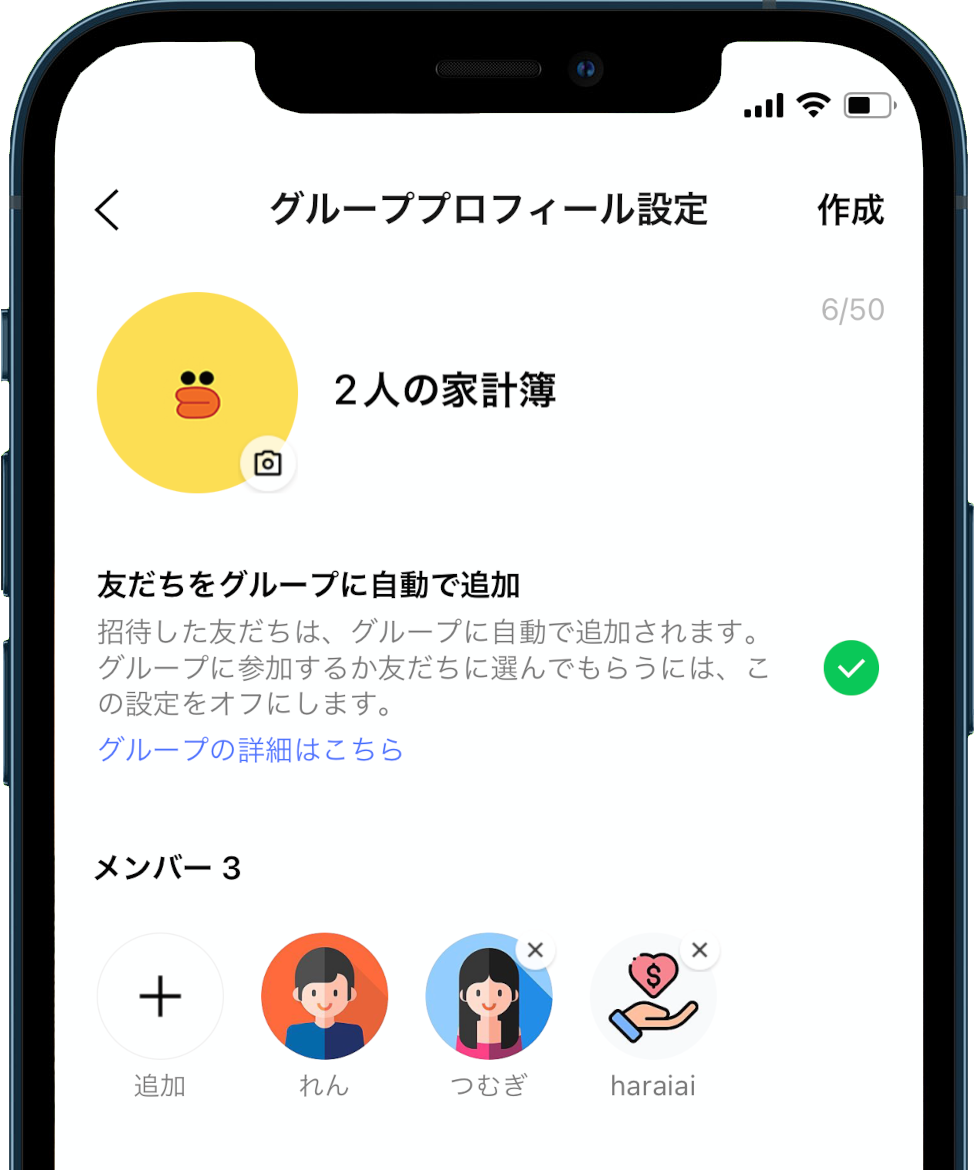 グループプロフィール設定
作成
6/50
2人の家計簿
友だちをグループに自動で追加
招待した友だちは、グループに自動で追加されます。
グループに参加するか友だちに選んでもらうには、こ
の設定をオフにします。
グループの詳細はこちら
メンバー 3
$
追加
れん
つむぎ
haraiai